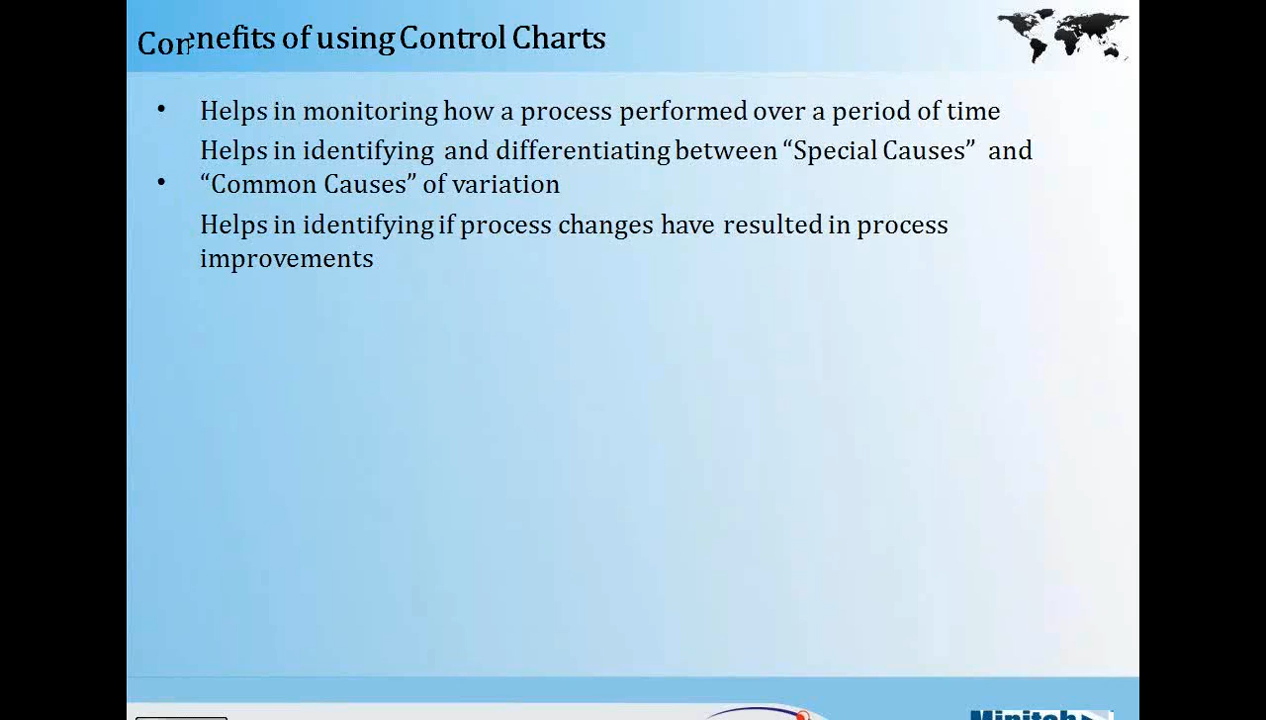 Conenefits of using Control Charts
• Helps in monitoring how a process performed over a period of time
Helps in identifying and differentiating between “Special Causes” and
• “Common Causes” of variation
Helps in identifying if process changes have resulted in process
improvements